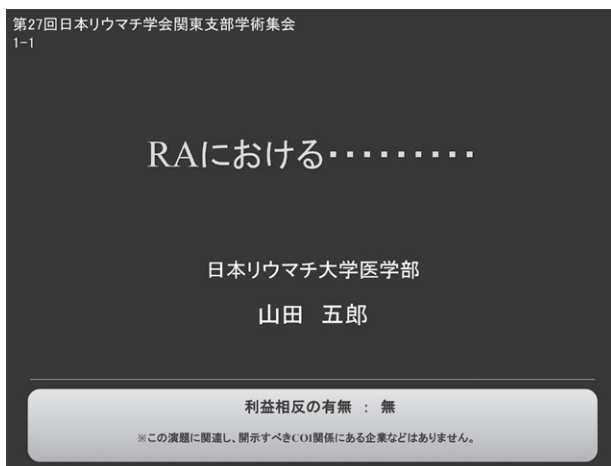 第27回日本リウマチ学会関東支部学術集会
1-1
RAにおける・・・・・・・・・
日本リウマチ大学医学部
山田　五郎
利益相反の有無 ： 無
※この演題に関連し、開示すべきCOI関係にある企業などはありません。